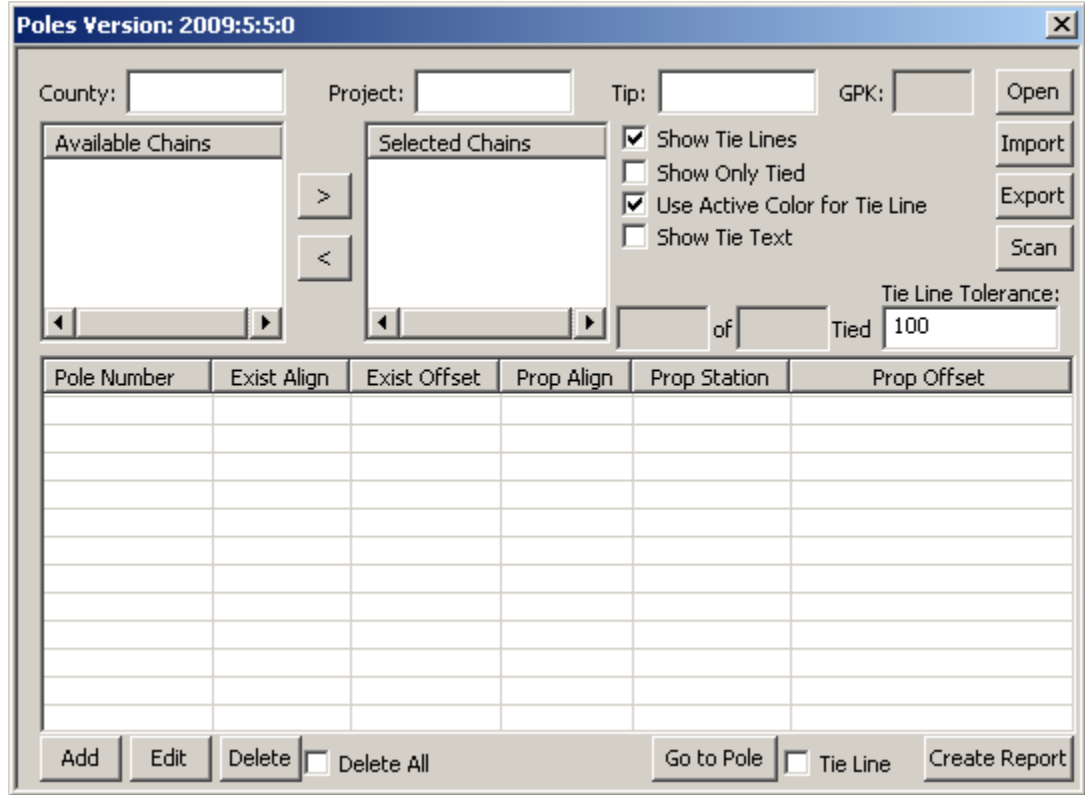 Poles Version: 2009:5:5:0
County: Project: Tip: GPK: Open
Available Chains Selected Chains Show Tie Lines Import
Show Only Tied
> Use Active Color for Tie Line Export
Show Tie Text
< Scan
Tie Line Tolerance:
of Tied 100
Pole Number Exist Align Exist Offset Prop Align Prop Station Prop Offset
Add Edit Delete Delete All Go to Pole Tie Line Create Report